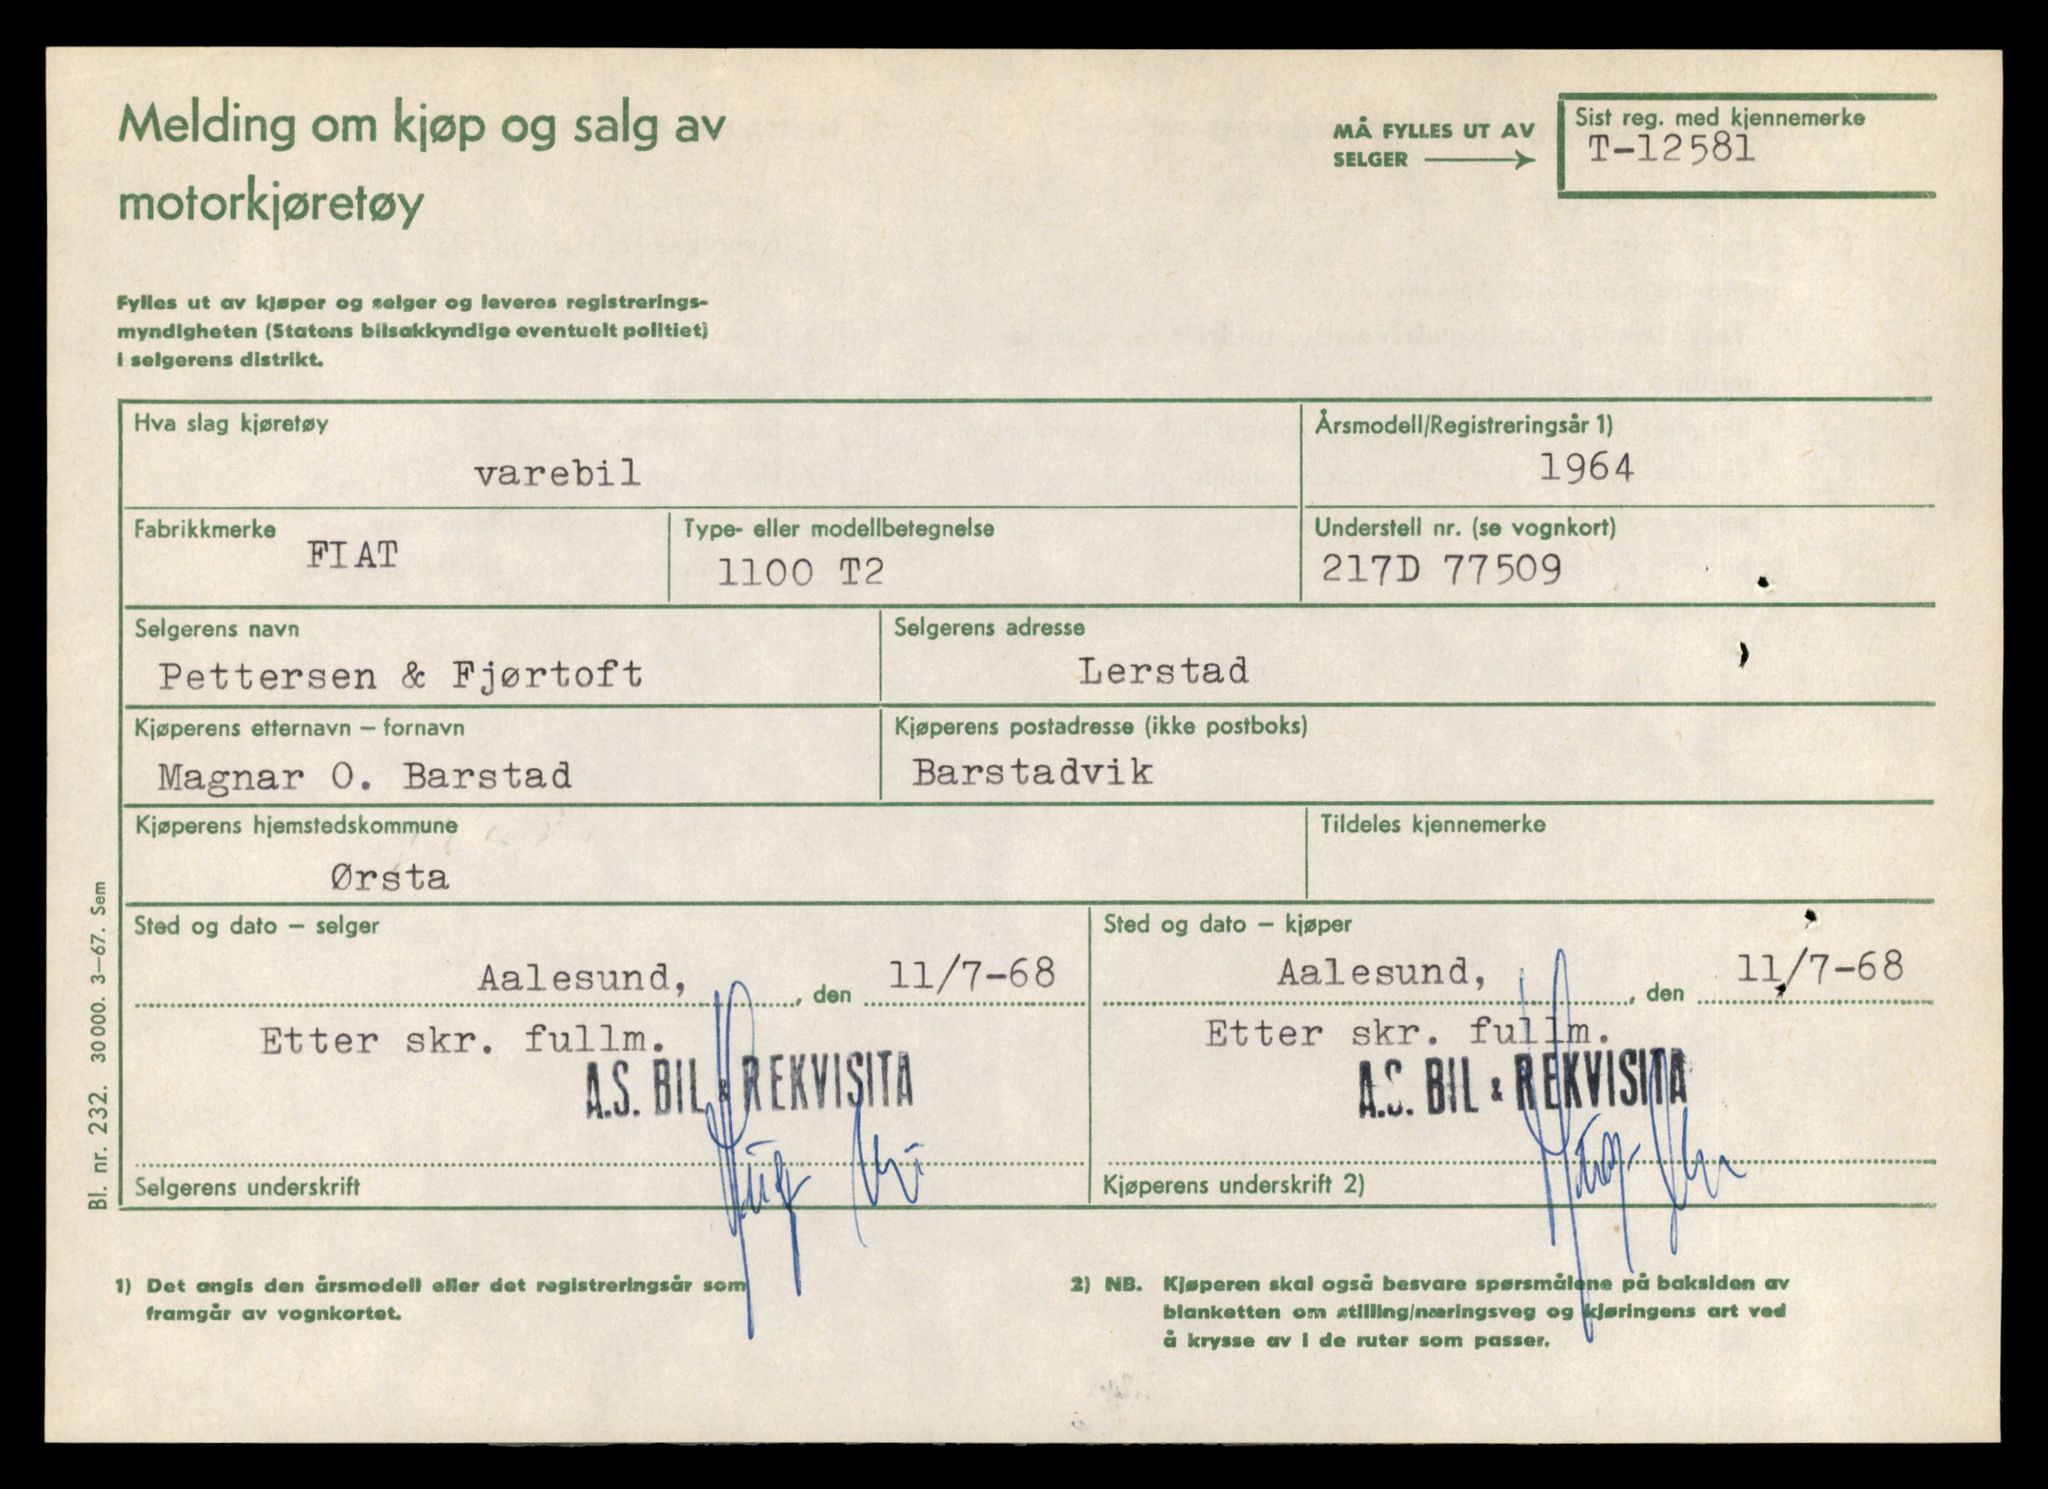 Melding om kjøp og salg av
motorkjøretøy
MÅ FYLLES UT AV
SELGER
Sist reg. med kjennemerke
T-12581
Fylles ut av kjøper og selger og leveres registrerings-
myndigheten (Statens bilsakkyndige eventuelt politiet)
i selgerens distrikt.
Hva slag kjøretøy
varebil
Årsmodell/Registreringsår 1)
1964
Fabrikkmerke
FIAT
Type- eller modellbetegnelse
1100 T2
Understell nr. (se vognkort)
217D 77509
Selgerens navn
Pettersen & Fjørtoft
Selgerens adresse
Lerstad
Kjøperens etternavn – fornavn
Magnar O. Barstad
Kjøperens postadresse (ikke postboks)
Barstadvik
Kjøperens hjemstedskommune
Ørsta
Tildeles kjennemerke
Sted og dato – selger
Aalesund, , den 11/7-68
Etter skr. fullm.
A.S. BIL & REKVISITA
Selgerens underskrift
Sted og dato – kjøper
Aalesund, , den 11/7-68
Etter skr. fullm.
A.S. BIL & REKVISITA
Kjøperens underskrift 2)
Bl. nr. 232. 30 000. 3–67. Sem
1) Det angis den årsmodell eller det registreringsår som
framgår av vognkortet.
2) NB. Kjøperen skal også besvare spørsmålene på baksiden av
blanketten om stilling/næringsveg og kjøringens art ved
å krysse av i de ruter som passer.